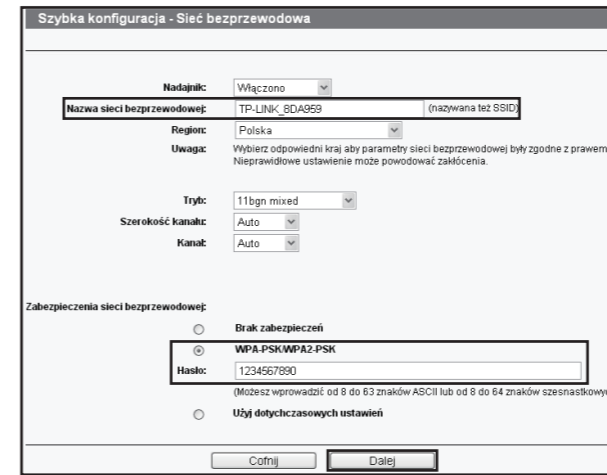 Szybka konfiguracja - Sieć bezprzewodowa
Nadajnik: Włączono
Nazwa sieci bezprzewodowej: TP-LINK_8DA959 (nazywana też SSID)
Region: Polska
Uwaga: Wybierz odpowiedni kraj aby parametry sieci bezprzewodowej były zgodne z prawem
Nieprawidłowe ustawienie może powodować zakłócenia.
Tryb: 11bgn mixed
Szerokość kanału: Auto
Kanał: Auto
Zabezpieczenia sieci bezprzewodowej:
Brak zabezpieczeń
WPA-PSK/WPA2-PSK
Hasło: 1234567890
(Możesz wprowadzić od 8 do 63 znaków ASCII lub od 8 do 64 znaków szesnastkowy
Użyj dotychczasowych ustawień
Cofnij Dalej